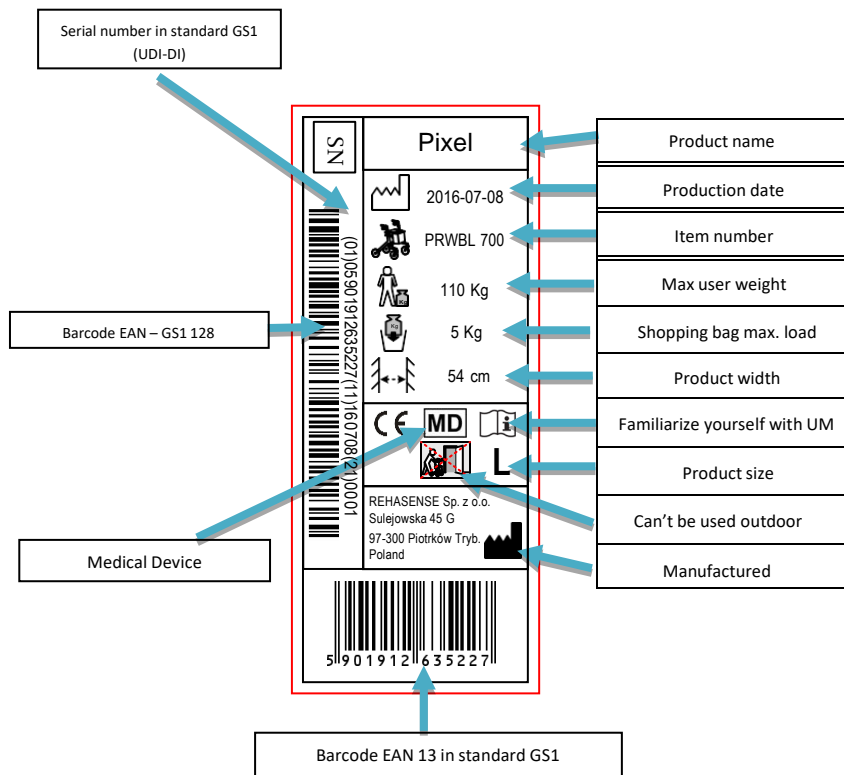 Serial number in standard GS1
(UDI-DI)
SN
Pixel
Product name
2016-07-08
Production date
PRWBL 700
Item number
Kg
110 Kg
Max user weight
Kg
5 Kg
Shopping bag max. load
54 cm
Product width
(01)05901912635227(11)160708(21)0001
Barcode EAN – GS1 128
CE MD i
Familiarize yourself with UM
L
Product size
Can't be used outdoor
REHASENSE Sp. z o.o.
Sulejowska 45 G
97-300 Piotrków Tryb.
Poland
Medical Device
Manufactured
5 901912 635227
Barcode EAN 13 in standard GS1